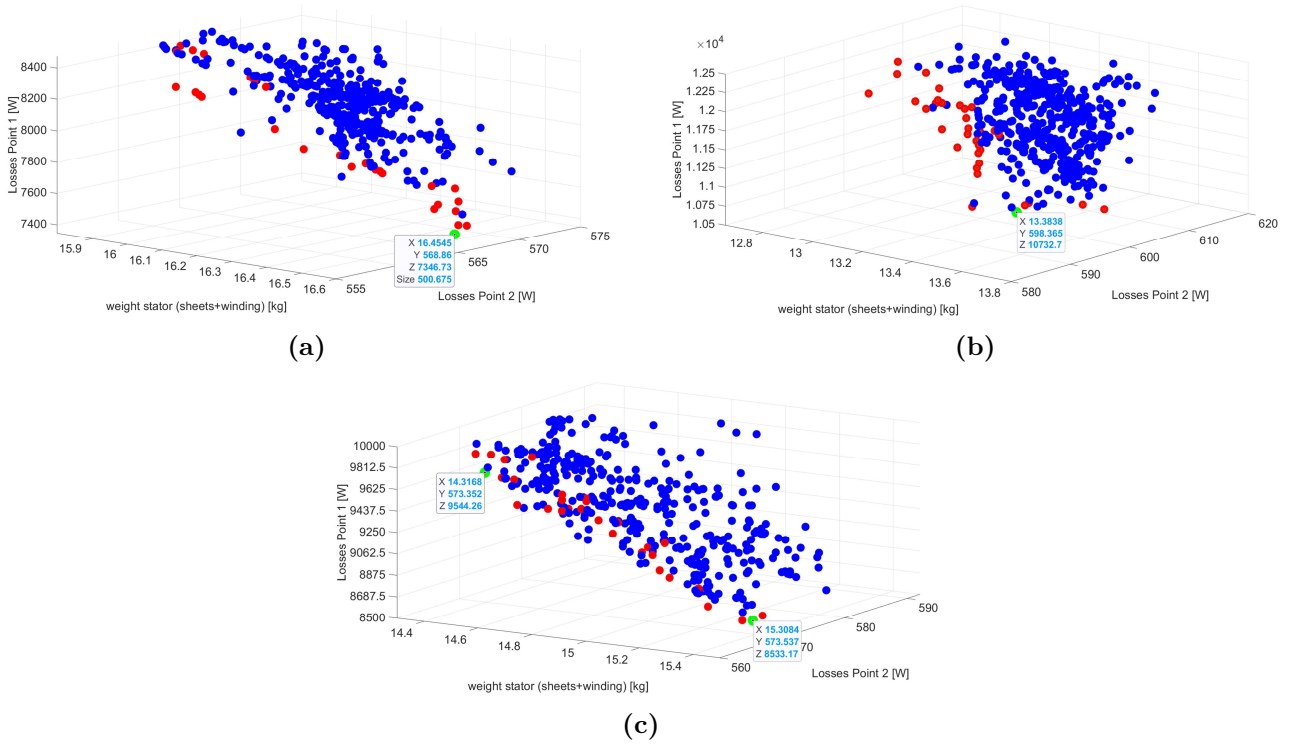 8400
8200
8000
7800
7600
7400
Losses Point 1 [W]
15.9
16
16.1
16.2
16.3
16.4
16.5
16.6
weight stator (sheets+winding) [kg]
555
565
570
575
Losses Point 2 [W]
X 16.4545
Y 568.86
Z 7346.73
Size 500.675
(a)
×10⁴
1.25
1.2
1.175
1.15
1.125
1.1
1.075
1.05
Losses Point 1 [W]
12.8
13
13.2
13.4
13.6
13.8
weight stator (sheets+winding) [kg]
580
590
600
610
620
Losses Point 2 [W]
X 13.3838
Y 598.365
Z 10732.7
(b)
10000
9812.5
9625
9437.5
9250
9062.5
8875
8687.5
8500
Losses Point 1 [W]
14.4
14.6
14.8
15
15.2
15.4
weight stator (sheets+winding) [kg]
560
70
580
590
Losses Point 2 [W]
X 14.3168
Y 573.352
Z 9544.26
X 15.3084
Y 573.537
Z 8533.17
(c)